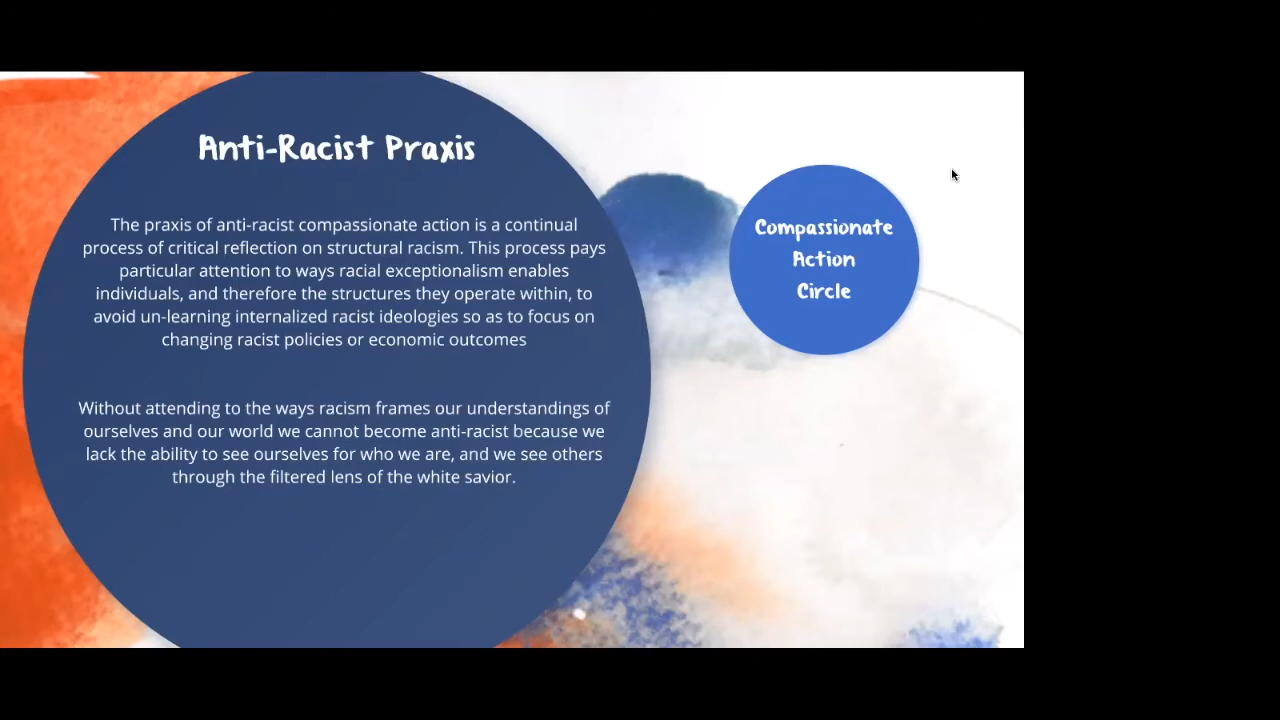 Anti-Racist Praxis
The praxis of anti-racist compassionate action is a continual
process of critical reflection on structural racism. This process pays
particular attention to ways racial exceptionalism enables
individuals, and therefore the structures they operate within, to
avoid un-learning internalized racist ideologies so as to focus on
changing racist policies or economic outcomes
Without attending to the ways racism frames our understandings of
ourselves and our world we cannot become anti-racist because we
lack the ability to see ourselves for who we are, and we see others
through the filtered lens of the white savior.
Compassionate
Action
Circle